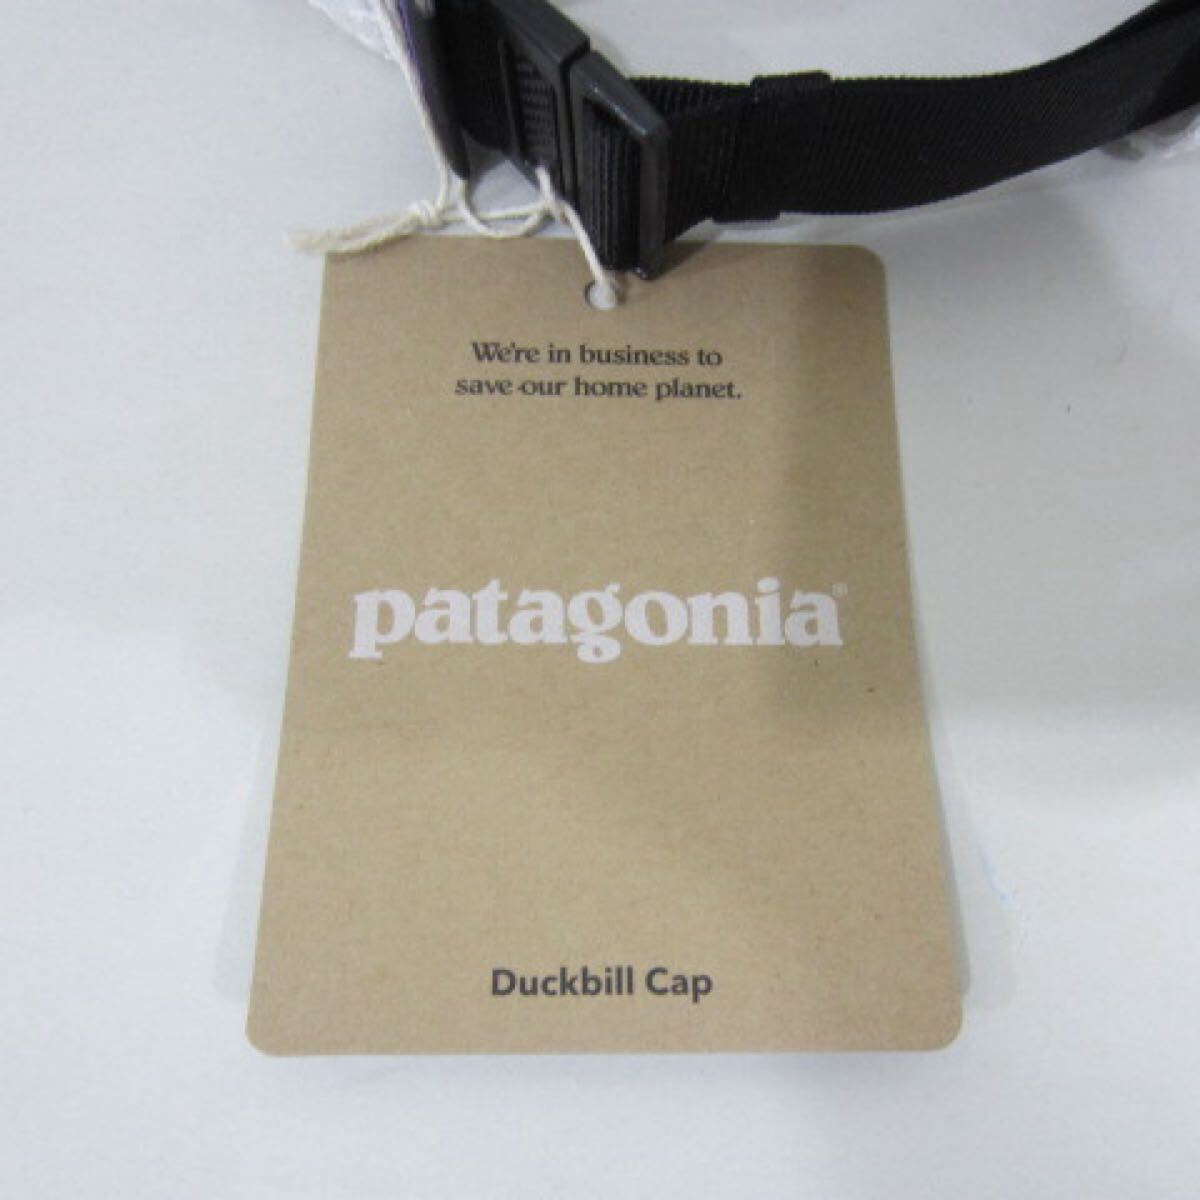 We're in business to
save our home planet.
patagonia®
Duckbill Cap